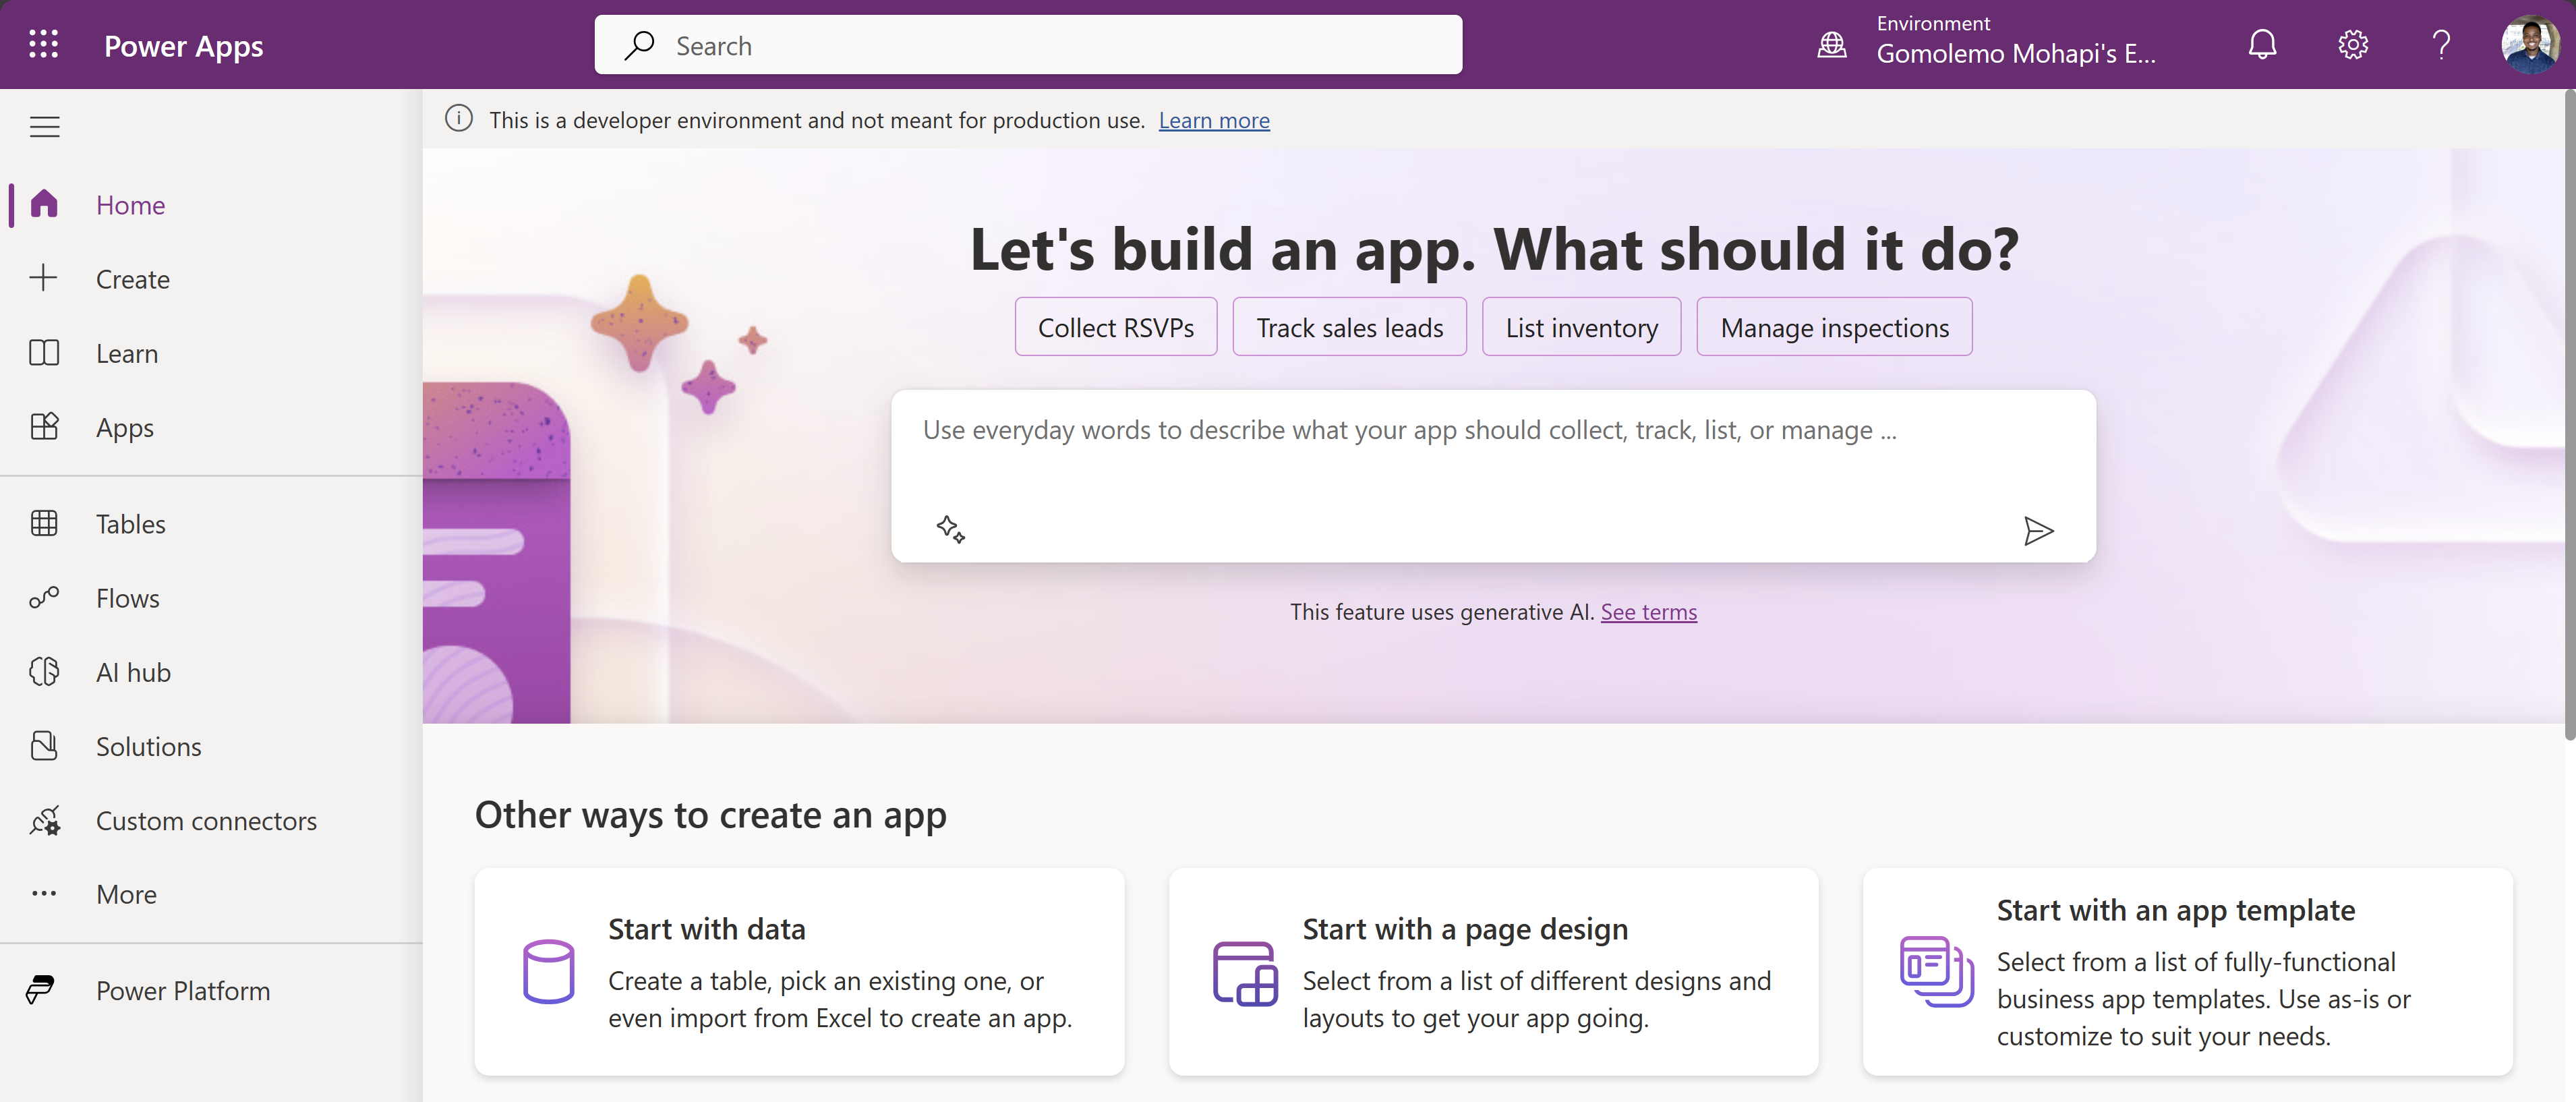 Power Apps
Search
Environment
Gomolemo Mohapi's E...
This is a developer environment and not meant for production use. Learn more
Home
Create
Learn
Apps
Tables
Flows
AI hub
Solutions
Custom connectors
More
Power Platform
Let's build an app. What should it do?
Collect RSVPs
Track sales leads
List inventory
Manage inspections
Use everyday words to describe what your app should collect, track, list, or manage ...
This feature uses generative AI. See terms
Other ways to create an app
Start with data
Create a table, pick an existing one, or
even import from Excel to create an app.
Start with a page design
Select from a list of different designs and
layouts to get your app going.
Start with an app template
Select from a list of fully-functional
business app templates. Use as-is or
customize to suit your needs.